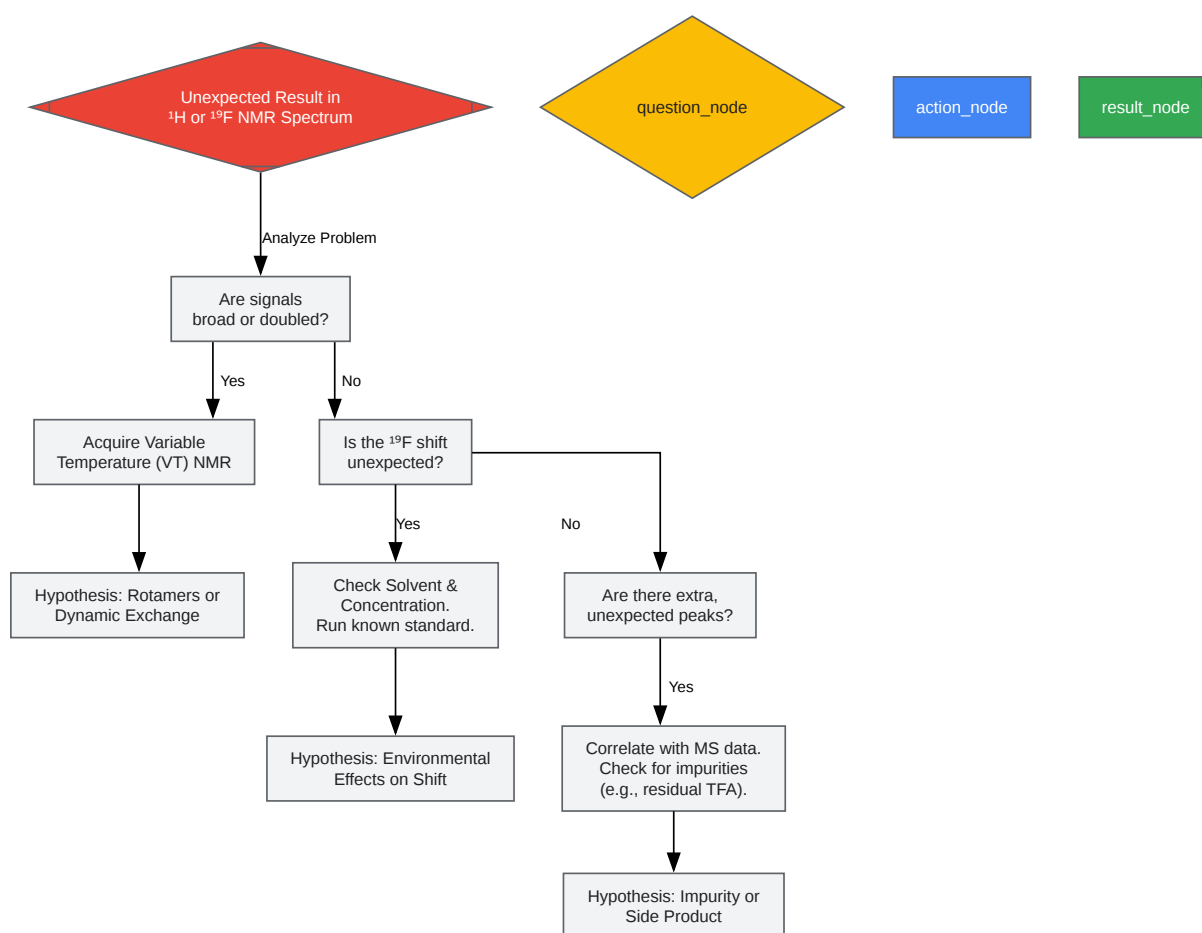 Unexpected Result in
¹H or ¹⁹F NMR Spectrum
question_node
action_node
result_node
Analyze Problem
Are signals
broad or doubled?
Yes
No
Acquire Variable
Temperature (VT) NMR
Is the ¹⁹F shift
unexpected?
Yes
No
Hypothesis: Rotamers or
Dynamic Exchange
Check Solvent &
Concentration.
Run known standard.
Are there extra,
unexpected peaks?
Yes
Hypothesis: Environmental
Effects on Shift
Correlate with MS data.
Check for impurities
(e.g., residual TFA).
Hypothesis: Impurity or
Side Product